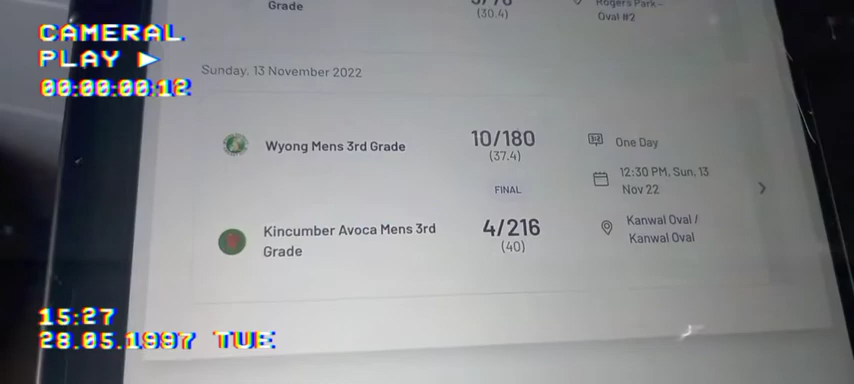 CAMERAL
PLAY ▶
00:00:00:12
Grade
(30.4)
Rogers Park -
Oval #2
Sunday, 13 November 2022
Wyong Mens 3rd Grade
10/180
(37.4)
One Day
12:30 PM, Sun, 13
Nov 22
FINAL
Kincumber Avoca Mens 3rd
Grade
4/216
(40)
Kanwal Oval /
Kanwal Oval
15:27
28.05.1997 TUE